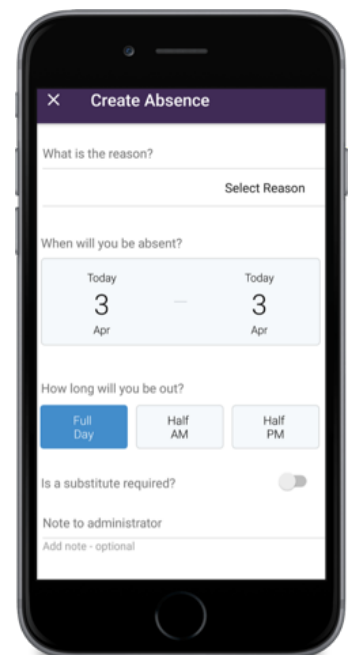 × Create Absence
What is the reason?
Select Reason
When will you be absent?
Today Today
3 — 3
Apr Apr
How long will you be out?
Full Half Half
Day AM PM
Is a substitute required?
Note to administrator
Add note - optional